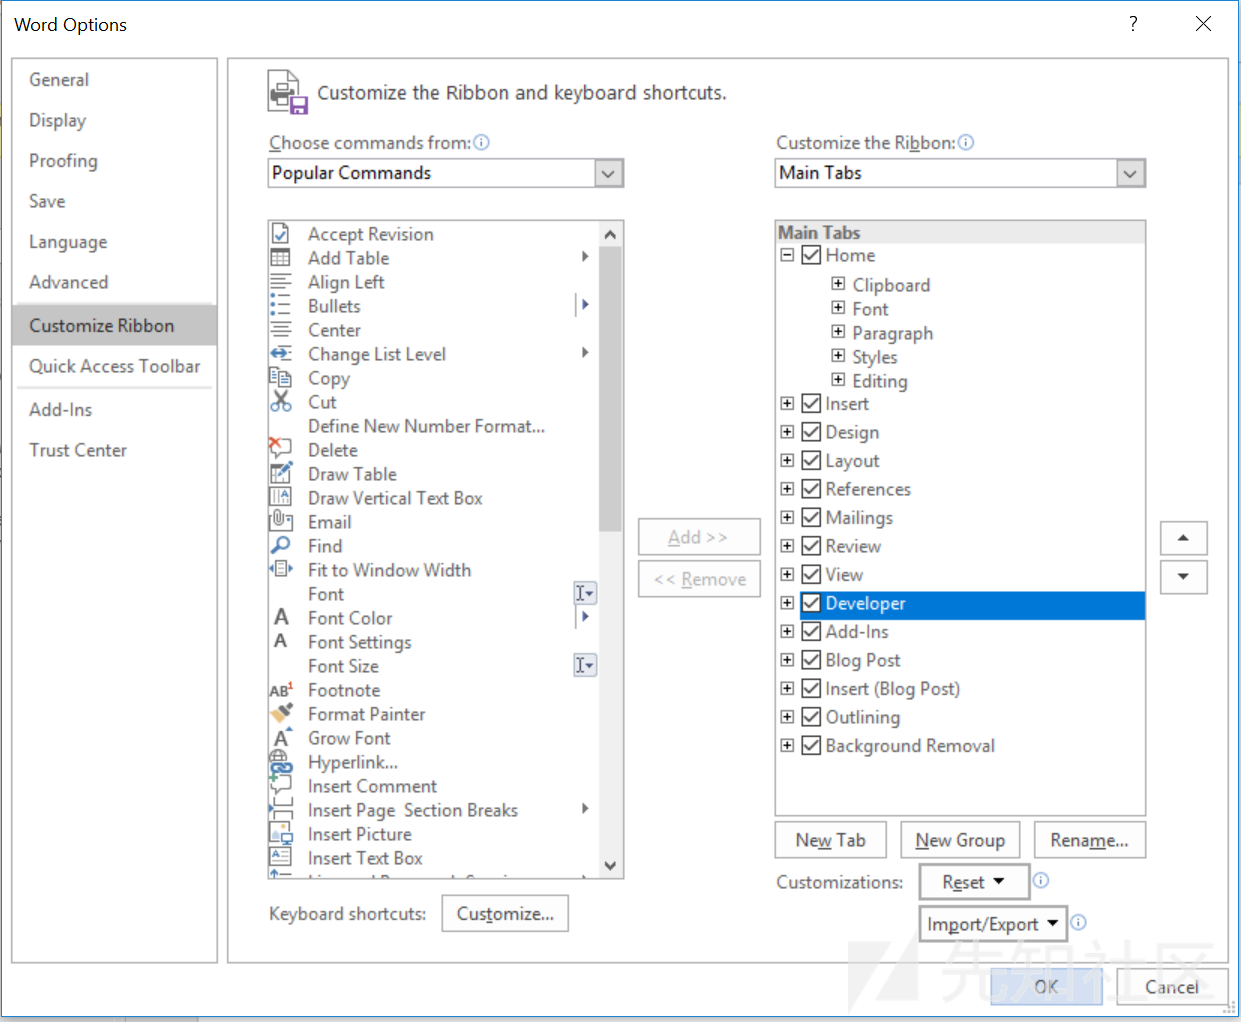 Word Options
?
General
Display
Proofing
Save
Language
Advanced
Customize Ribbon
Quick Access Toolbar
Add-Ins
Trust Center
Customize the Ribbon and keyboard shortcuts.
Choose commands from:
Popular Commands
Accept Revision
Add Table
Align Left
Bullets
Center
Change List Level
Copy
Cut
Define New Number Format...
Delete
Draw Table
Draw Vertical Text Box
Email
Find
Fit to Window Width
Font
Font Color
Font Settings
Font Size
Footnote
Format Painter
Grow Font
Hyperlink...
Insert Comment
Insert Page  Section Breaks
Insert Picture
Insert Text Box
Keyboard shortcuts: Customize...
Add >>
<< Remove
Customize the Ribbon:
Main Tabs
Main Tabs
Home
Clipboard
Font
Paragraph
Styles
Editing
Insert
Design
Layout
References
Mailings
Review
View
Developer
Add-Ins
Blog Post
Insert (Blog Post)
Outlining
Background Removal
New Tab New Group Rename...
Customizations: Reset
Import/Export
先知社区
OK Cancel